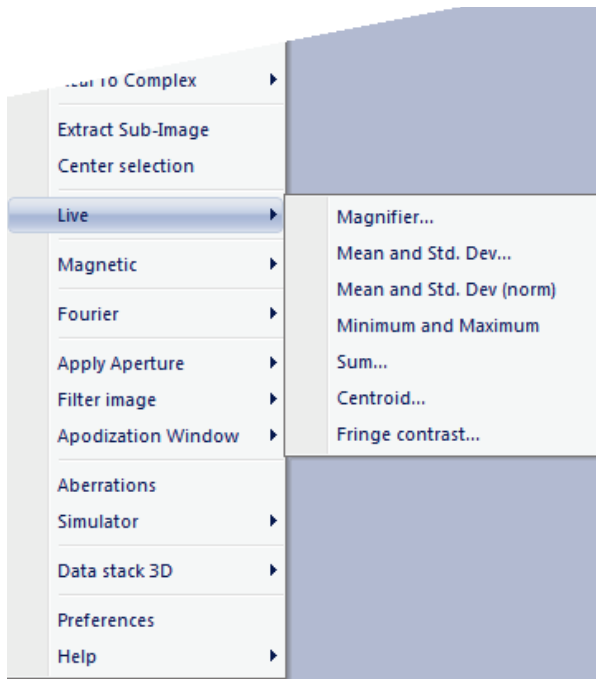 To Complex
Extract Sub-Image
Center selection
Live
Magnetic
Fourier
Apply Aperture
Filter image
Apodization Window
Aberrations
Simulator
Data stack 3D
Preferences
Help
Magnifier...
Mean and Std. Dev...
Mean and Std. Dev (norm)
Minimum and Maximum
Sum...
Centroid...
Fringe contrast...